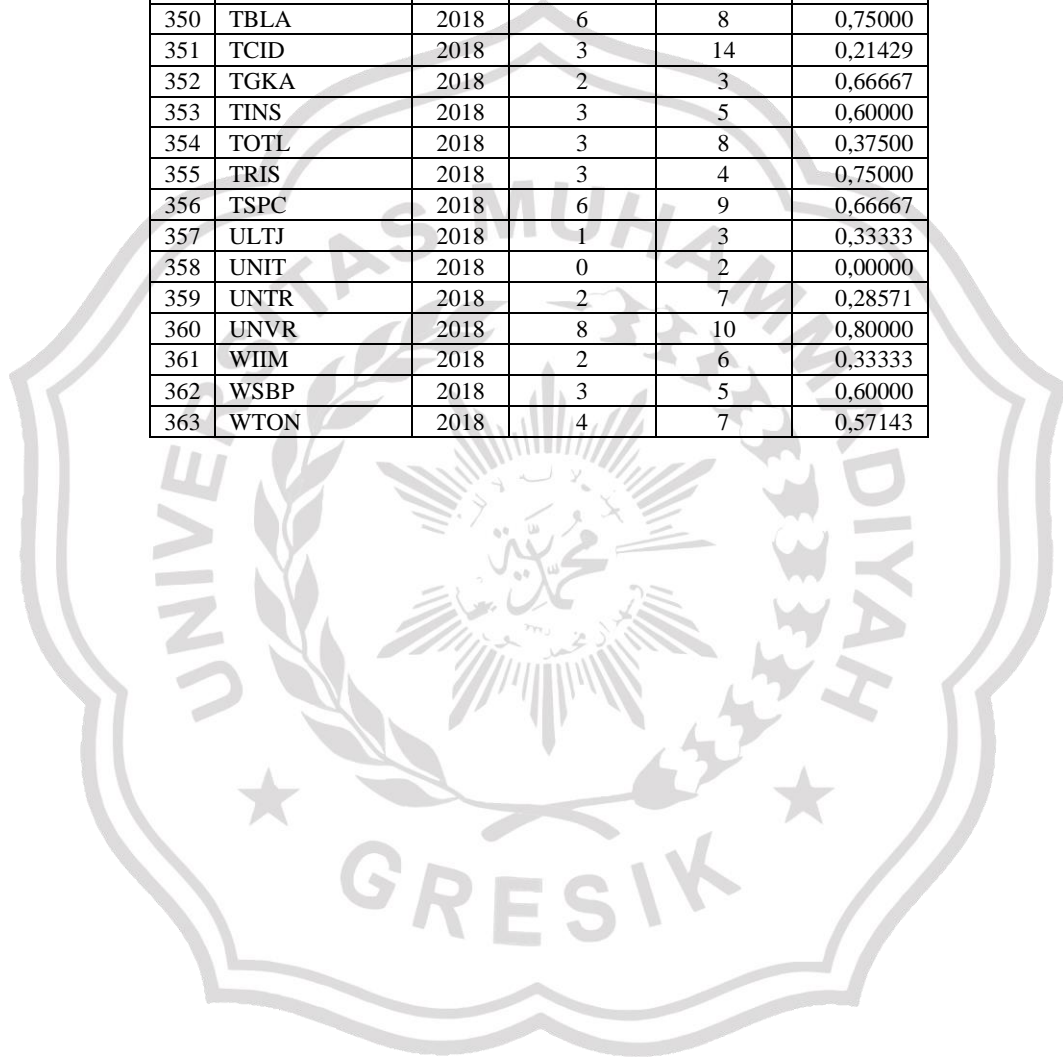 350 TBLA 2018 6 8 0,75000
351 TCID 2018 3 14 0,21429
352 TGKA 2018 2 3 0,66667
353 TINS 2018 3 5 0,60000
354 TOTL 2018 3 8 0,37500
355 TRIS 2018 3 4 0,75000
356 TSPC 2018 6 9 0,66667
357 ULTJ 2018 1 3 0,33333
358 UNIT 2018 0 2 0,00000
359 UNTR 2018 2 7 0,28571
360 UNVR 2018 8 10 0,80000
361 WIIM 2018 2 6 0,33333
362 WSBP 2018 3 5 0,60000
363 WTON 2018 4 7 0,57143
UNIVERSITAS MUHAMMADIYAH
GRESIK